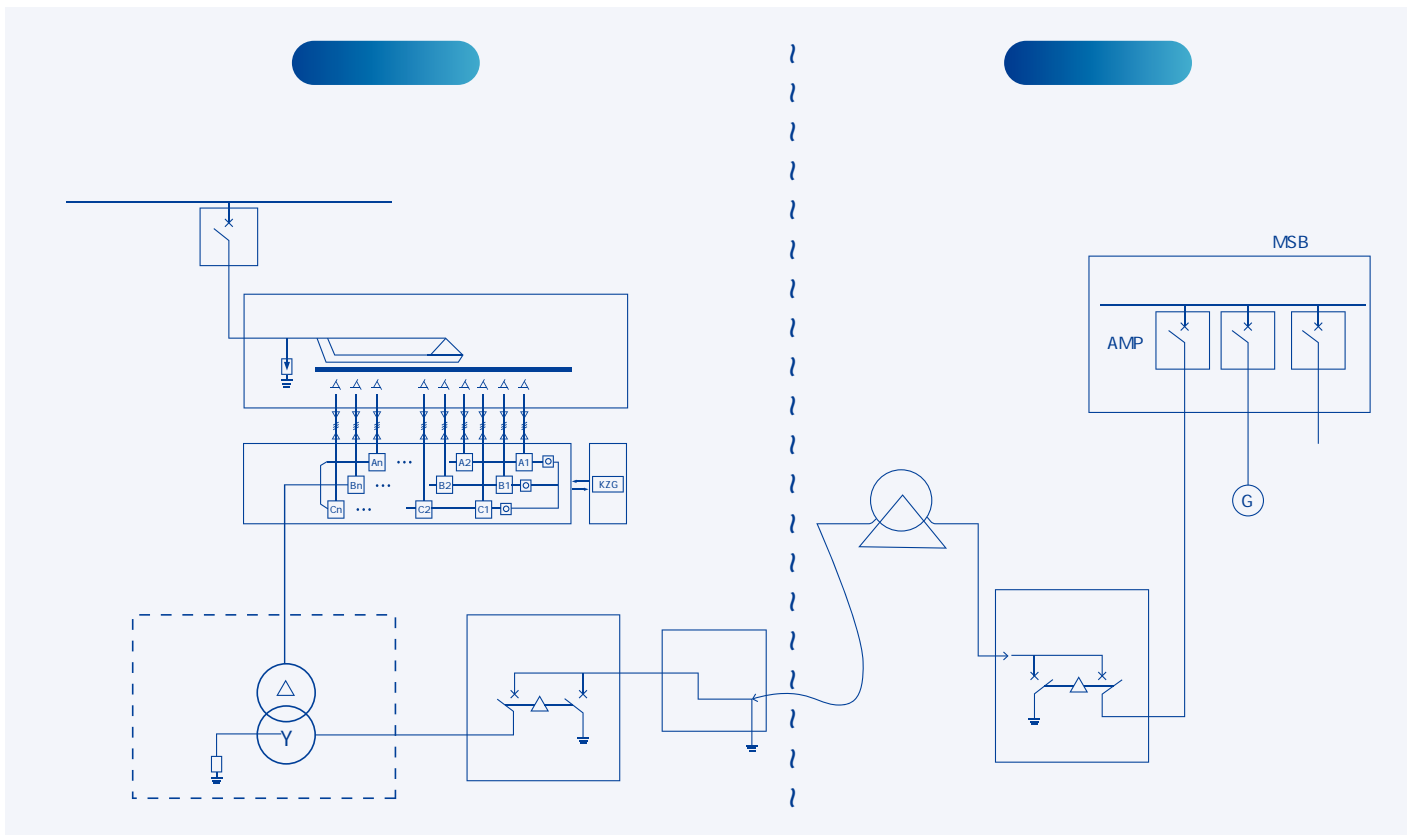 MSB
AMP
An ••• A2 A1
Bn ••• B2 B1 KZG
Cn ••• C2 C1
G
Y